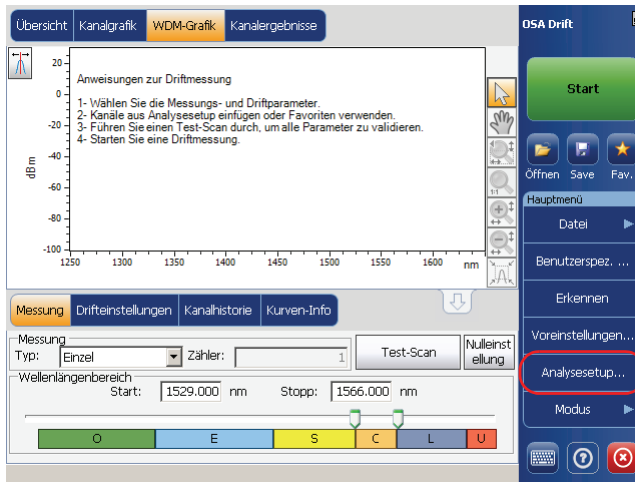 Übersicht Kanalgrafik WDM-Grafik Kanalergebnisse
OSA Drift
20
0
-20
-40
-60
-80
-100
dBm
Anweisungen zur Driftmessung
1- Wählen Sie die Messungs- und Driftparameter.
2- Kanäle aus Analysesetup einfügen oder Favoriten verwenden.
3- Führen Sie einen Test-Scan durch, um alle Parameter zu validieren.
4- Starten Sie eine Driftmessung.
1250 1300 1350 1400 1450 1500 1550 1600 nm
1:1
Messung Drifteinstellungen Kanalhistorie Kurven-Info
Messung
Typ: Einzel Zähler: 1 Test-Scan
Nulleinst
ellung
Wellenlängenbereich
Start: 1529.000 nm Stopp: 1566.000 nm
O E S C L U
Start
Öffnen Save Fav.
Hauptmenü
Datei
Benutzerspez. ...
Erkennen
Voreinstellungen...
Analysesetup...
Modus
?